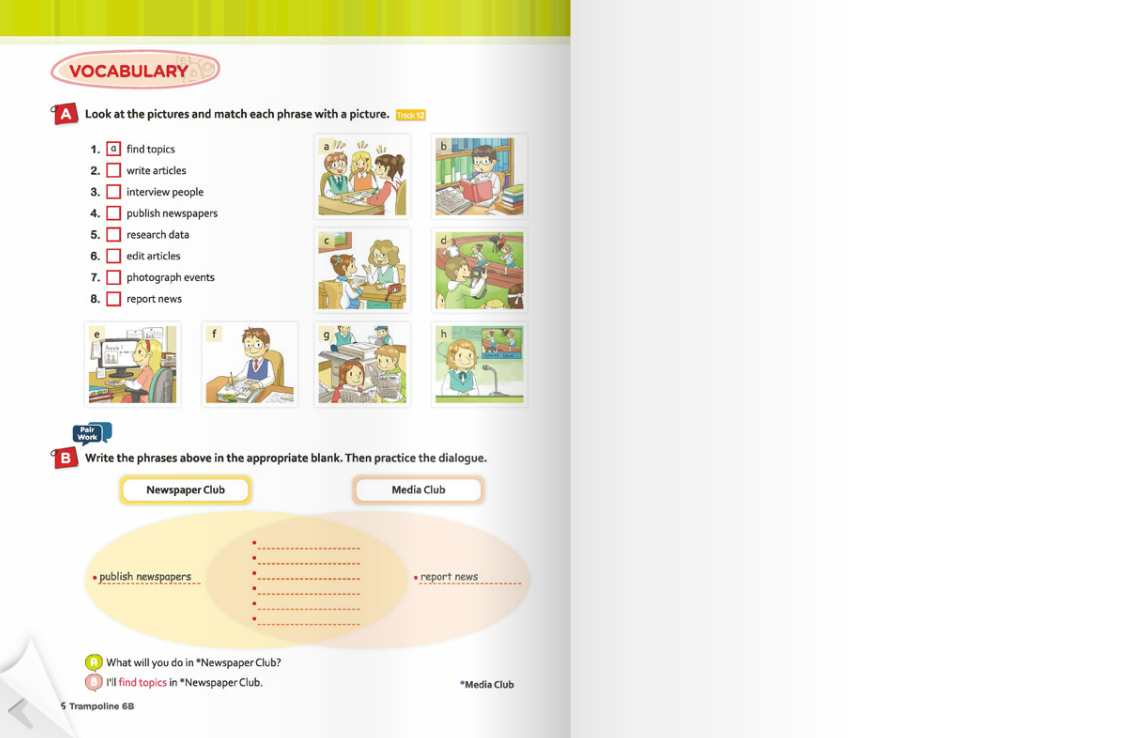 VOCABULARY
A Look at the pictures and match each phrase with a picture. Track 12
1. a find topics
2. write articles
3. interview people
4. publish newspapers
5. research data
6. edit articles
7. photograph events
8. report news
a
b
c
d
e
f
g
h
Pair
Work
B Write the phrases above in the appropriate blank. Then practice the dialogue.
Newspaper Club
Media Club
• publish newspapers
• report news
A What will you do in *Newspaper Club?
B I'll find topics in *Newspaper Club.
*Media Club
6 Trampoline 6B